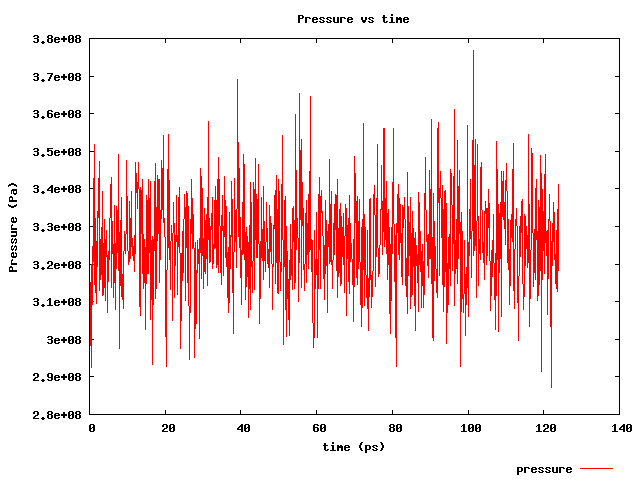 Pressure vs time
3.8e+08
3.7e+08
3.6e+08
3.5e+08
3.4e+08
3.3e+08
3.2e+08
3.1e+08
3e+08
2.9e+08
2.8e+08
Pressure (Pa)
0 20 40 60 80 100 120 140
time (ps)
pressure